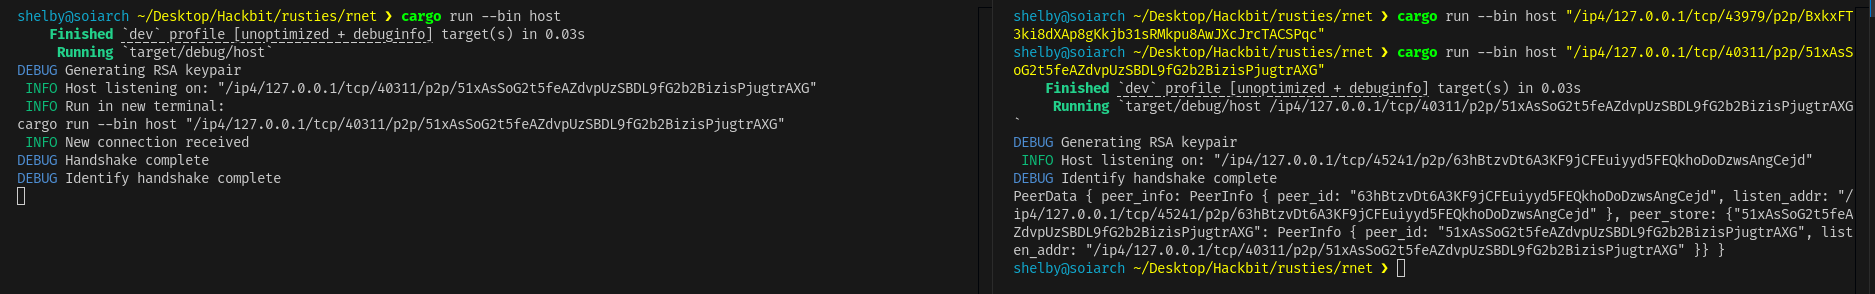 shelby@soiarch ~/Desktop/Hackbit/rusties/rnet ❯ cargo run --bin host
Finished `dev` profile [unoptimized + debuginfo] target(s) in 0.03s
Running `target/debug/host`
DEBUG Generating RSA keypair
INFO Host listening on: "/ip4/127.0.0.1/tcp/40311/p2p/51xAsSoG2t5feAZdvpUzSBDL9fG2b2BizisPjugtrAXG"
INFO Run in new terminal:
cargo run --bin host "/ip4/127.0.0.1/tcp/40311/p2p/51xAsSoG2t5feAZdvpUzSBDL9fG2b2BizisPjugtrAXG"
INFO New connection received
DEBUG Handshake complete
DEBUG Identify handshake complete
shelby@soiarch ~/Desktop/Hackbit/rusties/rnet ❯ cargo run --bin host "/ip4/127.0.0.1/tcp/43979/p2p/BxkxFT
3ki8dXAp8gKkjb31sRMkpu8AwJXcJrcTACSPqc"
shelby@soiarch ~/Desktop/Hackbit/rusties/rnet ❯ cargo run --bin host "/ip4/127.0.0.1/tcp/40311/p2p/51xAsS
oG2t5feAZdvpUzSBDL9fG2b2BizisPjugtrAXG"
Finished `dev` profile [unoptimized + debuginfo] target(s) in 0.03s
Running `target/debug/host /ip4/127.0.0.1/tcp/40311/p2p/51xAsSoG2t5feAZdvpUzSBDL9fG2b2BizisPjugtrAXG
`
DEBUG Generating RSA keypair
INFO Host listening on: "/ip4/127.0.0.1/tcp/45241/p2p/63hBtzvDt6A3KF9jCFEuiyyd5FEQkhoDoDzwsAngCejd"
DEBUG Identify handshake complete
PeerData { peer_info: PeerInfo { peer_id: "63hBtzvDt6A3KF9jCFEuiyyd5FEQkhoDoDzwsAngCejd", listen_addr: "/
ip4/127.0.0.1/tcp/45241/p2p/63hBtzvDt6A3KF9jCFEuiyyd5FEQkhoDoDzwsAngCejd" }, peer_store: {"51xAsSoG2t5feA
ZdvpUzSBDL9fG2b2BizisPjugtrAXG": PeerInfo { peer_id: "51xAsSoG2t5feAZdvpUzSBDL9fG2b2BizisPjugtrAXG", list
en_addr: "/ip4/127.0.0.1/tcp/40311/p2p/51xAsSoG2t5feAZdvpUzSBDL9fG2b2BizisPjugtrAXG" }} }
shelby@soiarch ~/Desktop/Hackbit/rusties/rnet ❯